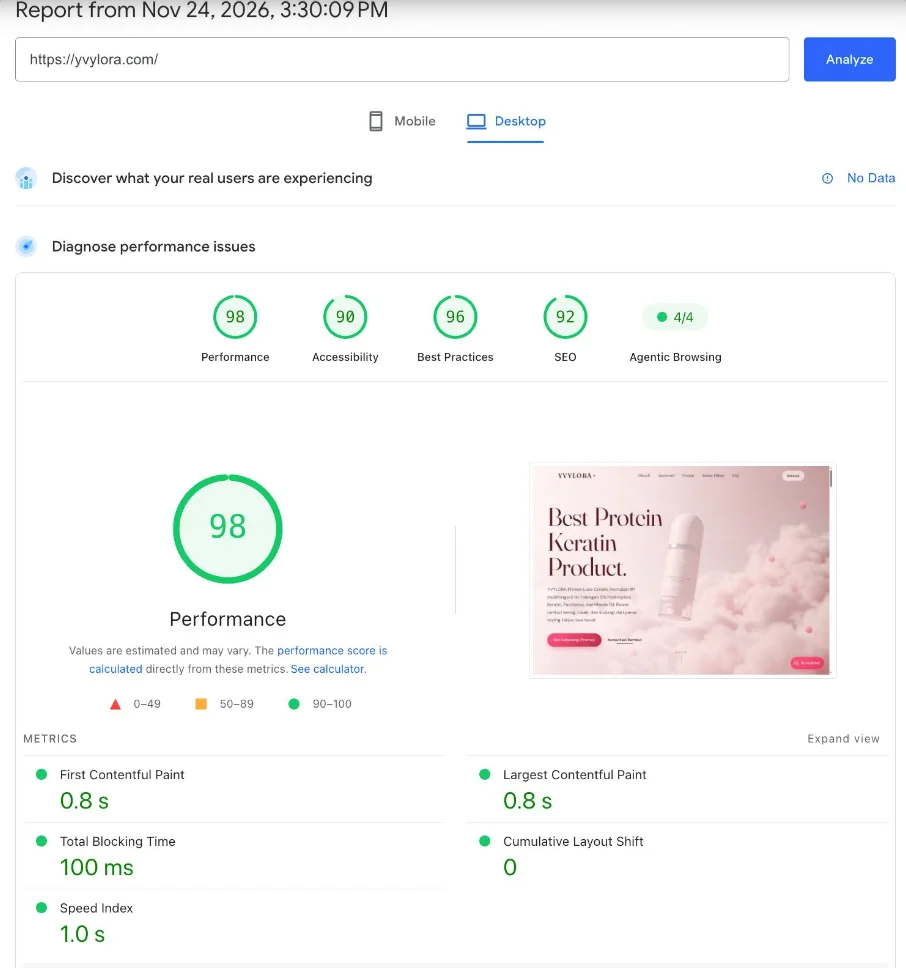 Report from Nov 24, 2026, 3:30:09 PM
https://yvylora.com/
Analyze
Mobile
Desktop
Discover what your real users are experiencing
No Data
Diagnose performance issues
98
90
96
92
4/4
Performance
Accessibility
Best Practices
SEO
Agentic Browsing
98
Performance
Values are estimated and may vary. The performance score is
calculated directly from these metrics. See calculator.
0–49
50–89
90–100
YVYLORA
Best Protein
Keratin
Product.
METRICS
Expand view
First Contentful Paint
0.8 s
Largest Contentful Paint
0.8 s
Total Blocking Time
100 ms
Cumulative Layout Shift
0
Speed Index
1.0 s